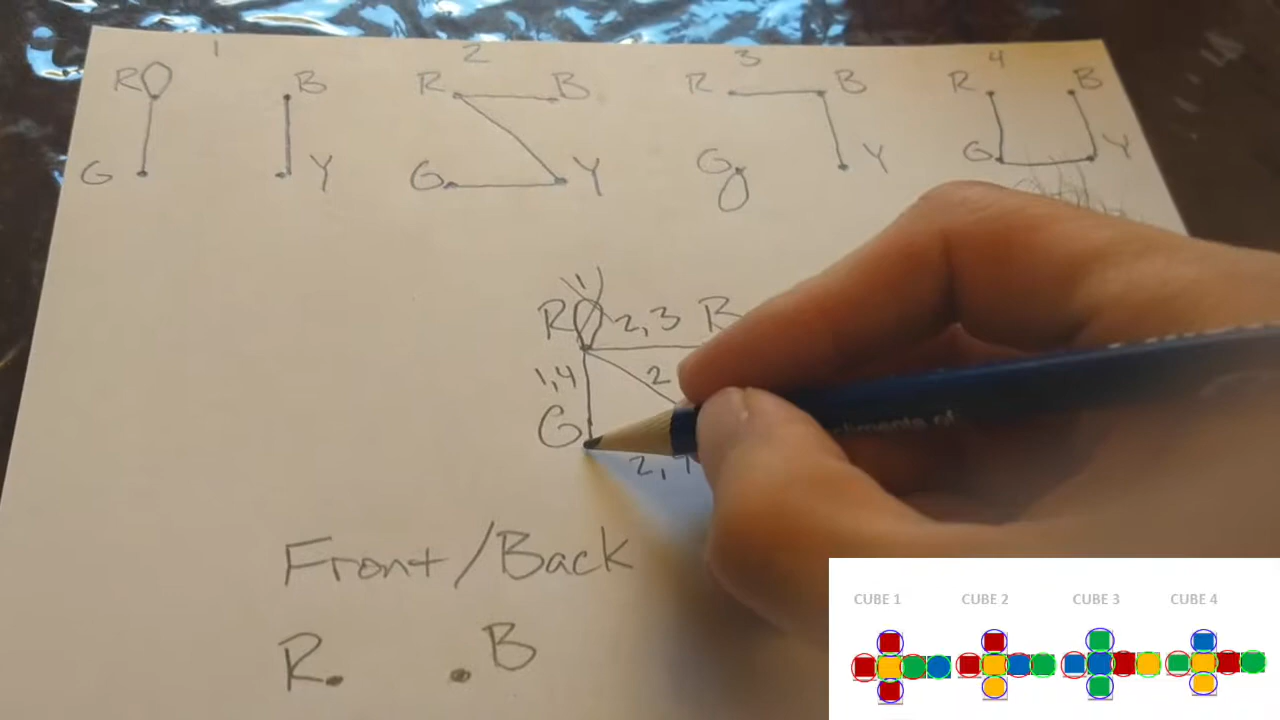 1 2 3 4
R B R B R B R B
G Y G Y G Y G Y
1
R 2,3 B
1,4 2
G
2,
Front/Back
R B
CUBE 1 CUBE 2 CUBE 3 CUBE 4